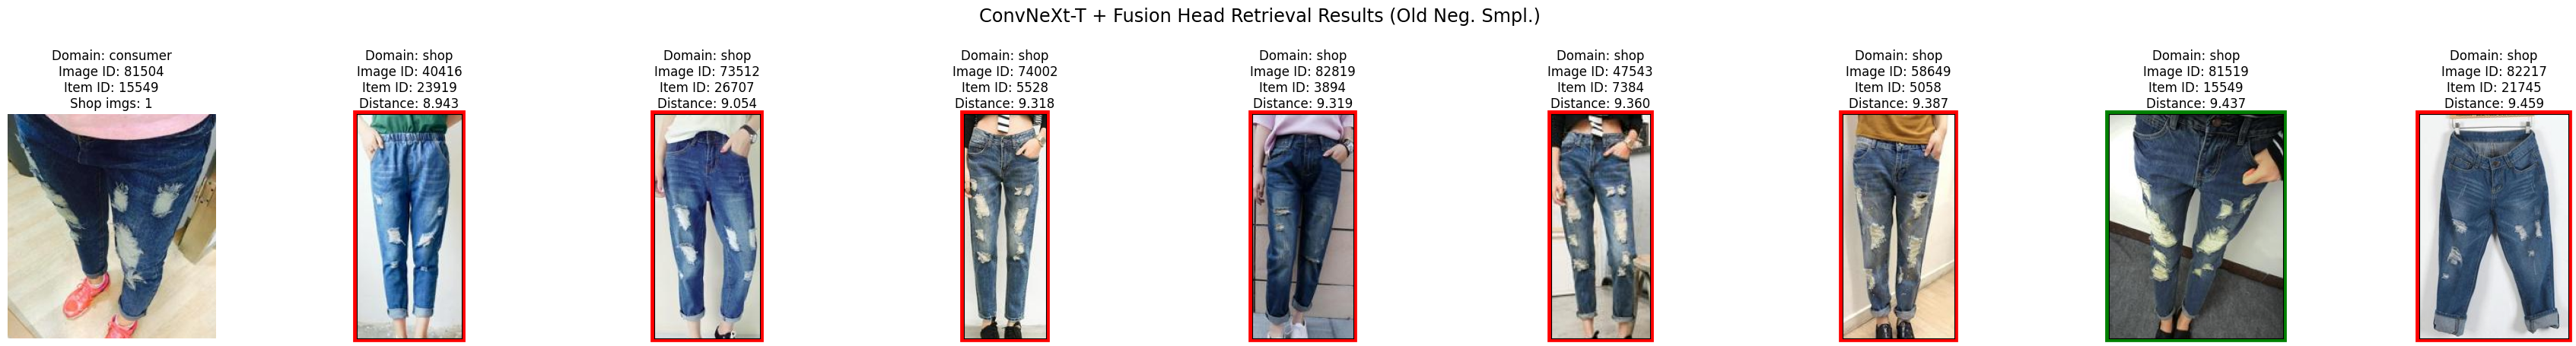 ConvNeXt-T + Fusion Head Retrieval Results (Old Neg. Smpl.)
Domain: consumer
Image ID: 81504
Item ID: 15549
Shop imgs: 1
Domain: shop
Image ID: 40416
Item ID: 23919
Distance: 8.943
Domain: shop
Image ID: 73512
Item ID: 26707
Distance: 9.054
Domain: shop
Image ID: 74002
Item ID: 5528
Distance: 9.318
Domain: shop
Image ID: 82819
Item ID: 3894
Distance: 9.319
Domain: shop
Image ID: 47543
Item ID: 7384
Distance: 9.360
Domain: shop
Image ID: 58649
Item ID: 5058
Distance: 9.387
Domain: shop
Image ID: 81519
Item ID: 15549
Distance: 9.437
Domain: shop
Image ID: 82217
Item ID: 21745
Distance: 9.459